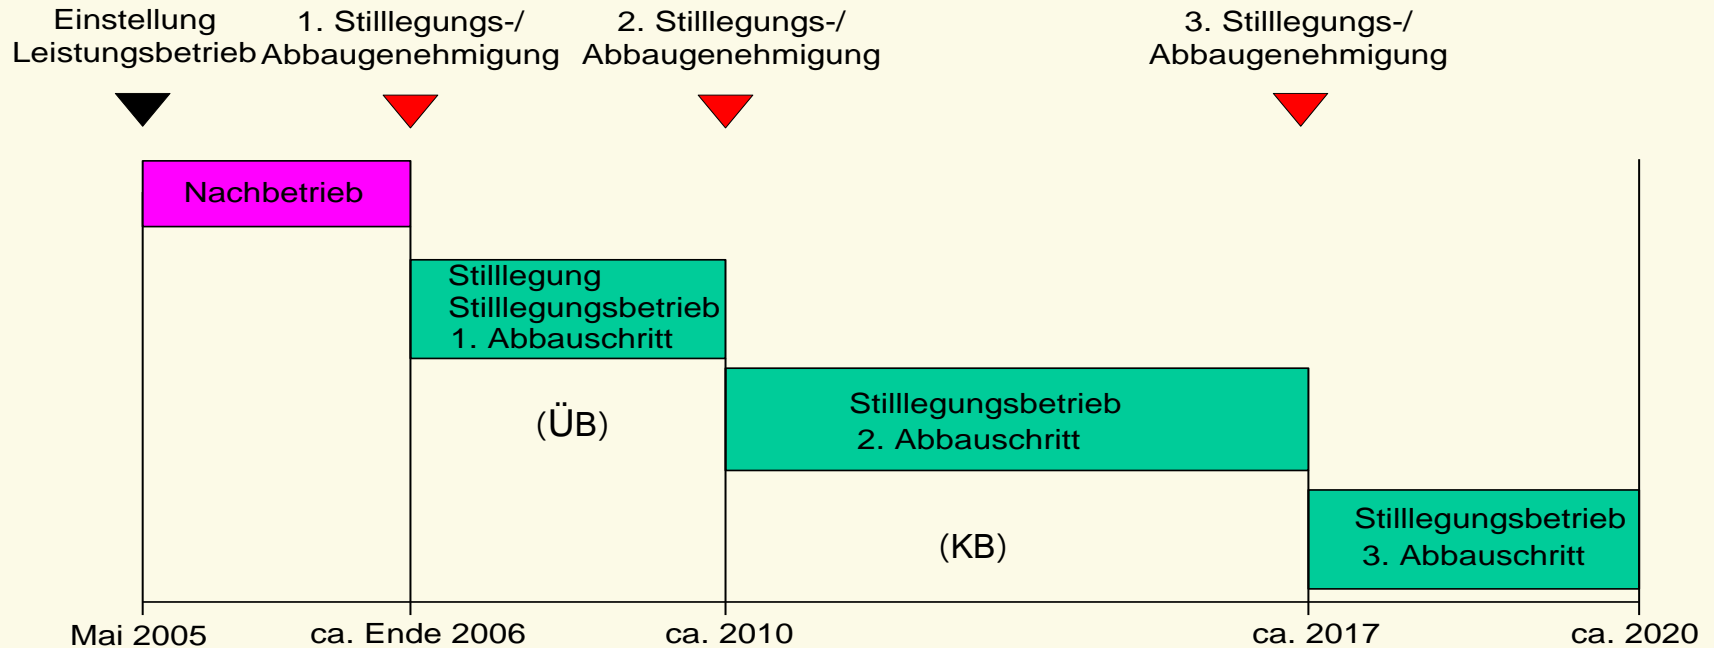 Einstellung
Leistungsbetrieb
1. Stilllegungs-/
Abbaugenehmigung
2. Stilllegungs-/
Abbaugenehmigung
3. Stilllegungs-/
Abbaugenehmigung
Nachbetrieb
Stilllegung
Stilllegungsbetrieb
1. Abbauschritt
(ÜB)
Stilllegungsbetrieb
2. Abbauschritt
(KB)
Stilllegungsbetrieb
3. Abbauschritt
Mai 2005
ca. Ende 2006
ca. 2010
ca. 2017
ca. 2020